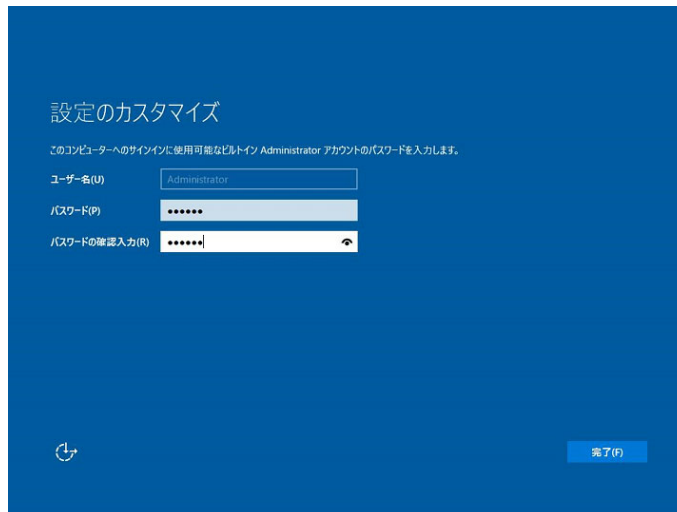 設定のカスタマイズ
このコンピューターへのサインインに使用可能なビルトイン Administrator アカウントのパスワードを入力します。
ユーザー名(U)
Administrator
パスワード(P)
••••••
パスワードの確認入力(R)
••••••
完了(F)